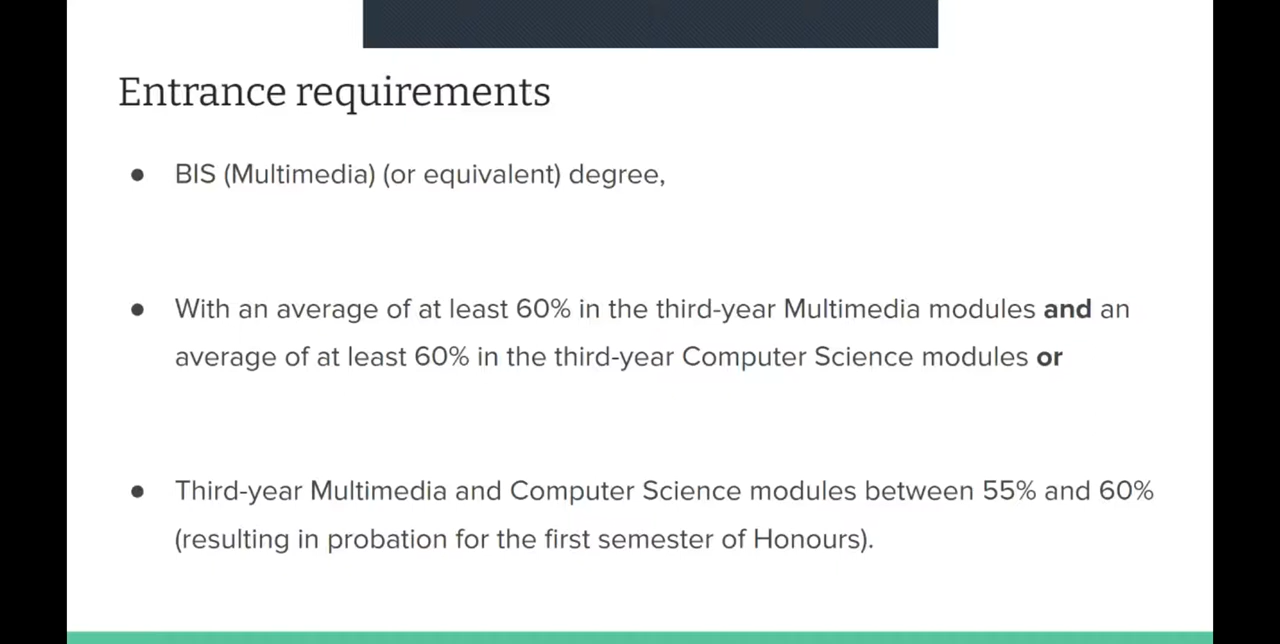 Entrance requirements
● BIS (Multimedia) (or equivalent) degree,
● With an average of at least 60% in the third-year Multimedia modules and an
average of at least 60% in the third-year Computer Science modules or
● Third-year Multimedia and Computer Science modules between 55% and 60%
(resulting in probation for the first semester of Honours).